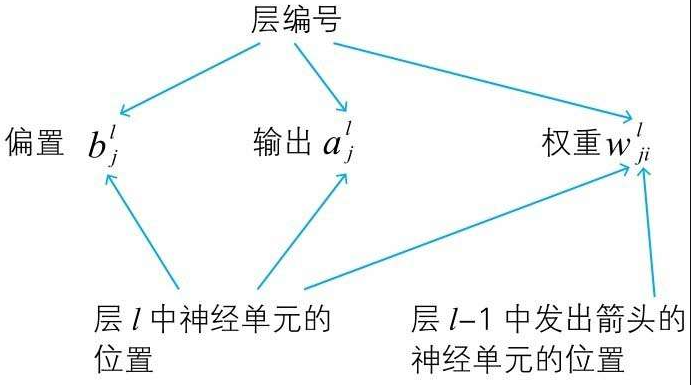 层编号
偏置 b_j^l 输出 a_j^l 权重 w_{ji}^l
层 l 中神经单元的
位置
层 l−1 中发出箭头的
神经单元的位置